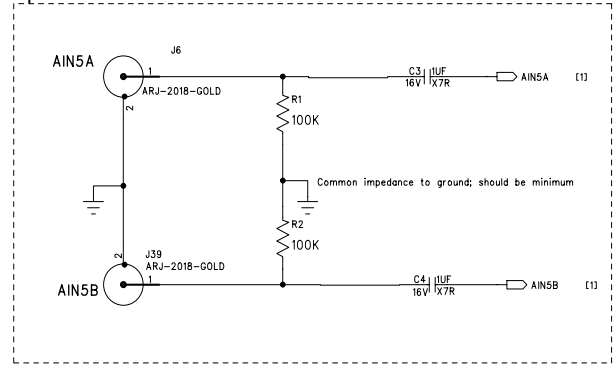 J6
AIN5A
1
ARJ-2018-GOLD
2
C3 1UF
16V X7R
AIN5A [1]
R1
100K
Common impedance to ground; should be minimum
R2
100K
2
J39
ARJ-2018-GOLD
1
AIN5B
C4 1UF
16V X7R
AIN5B [1]